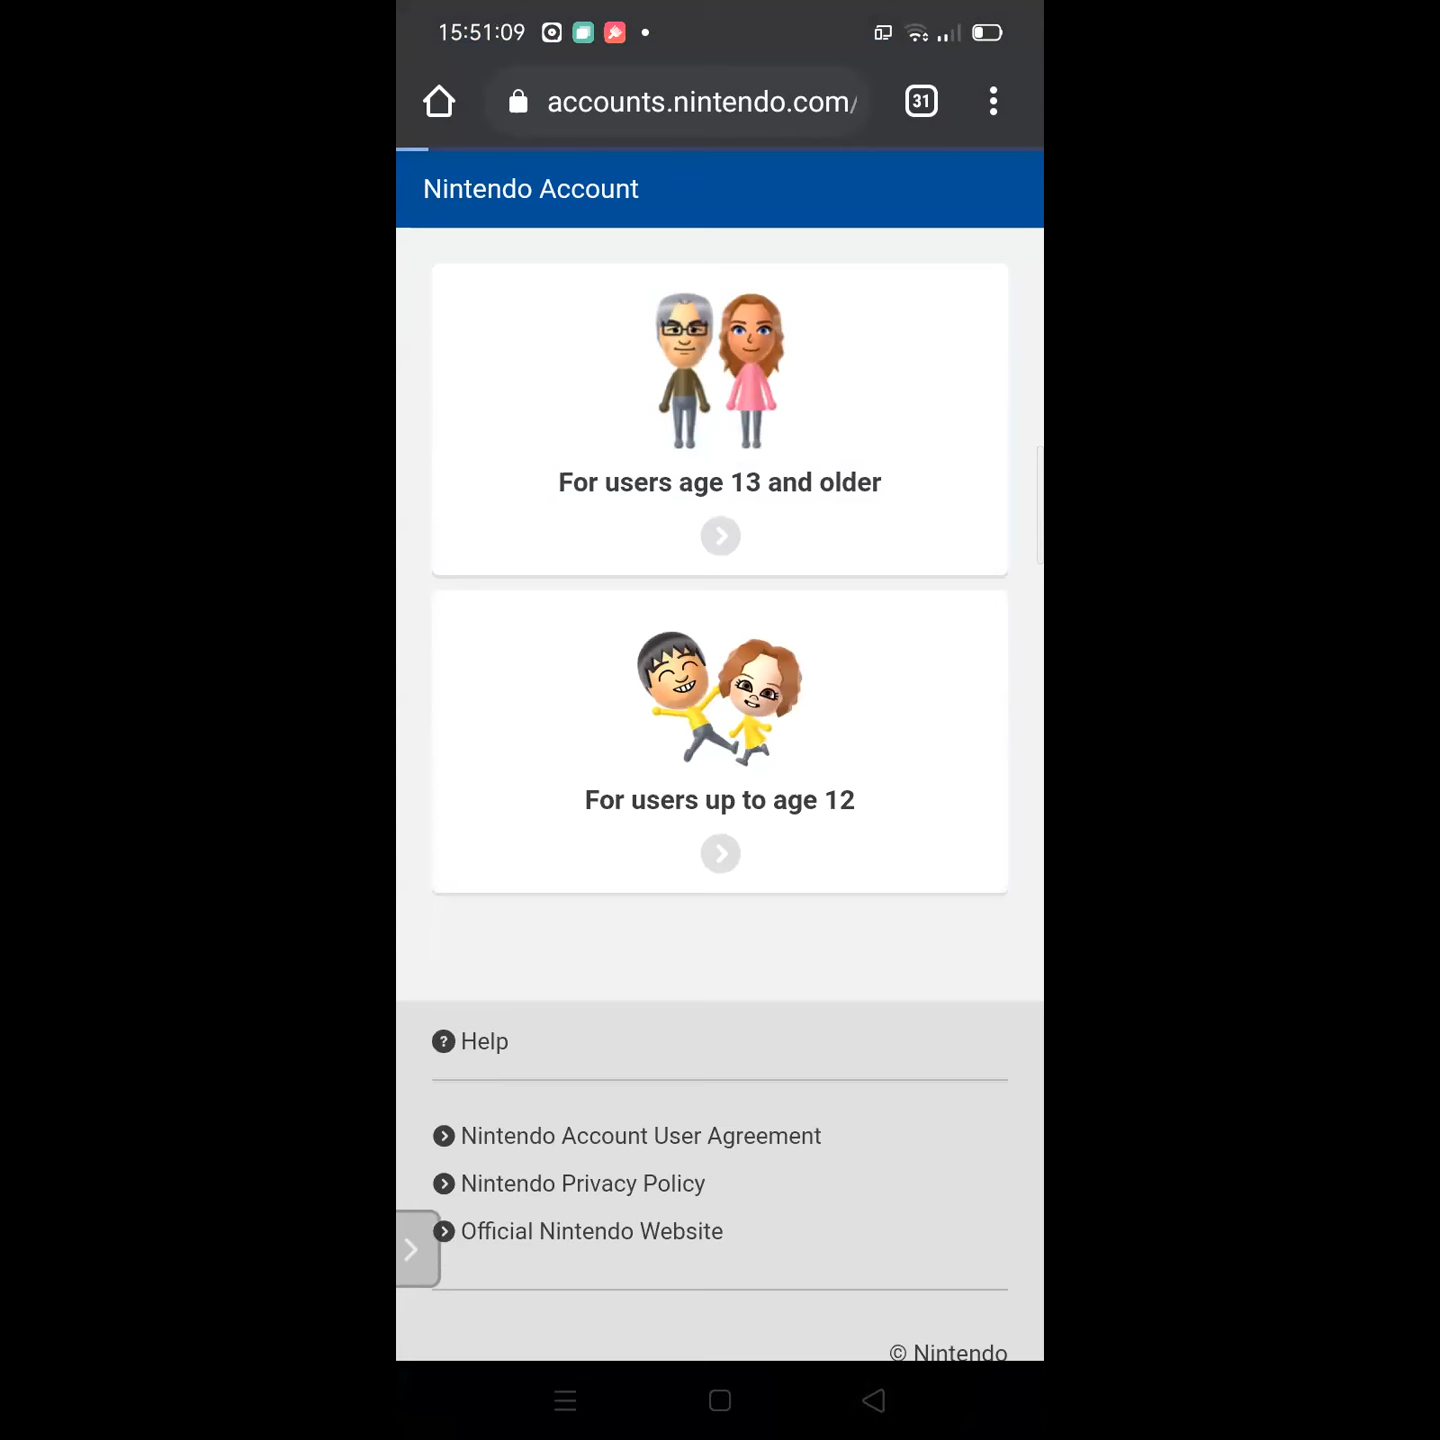 15:51:09
accounts.nintendo.com/
31
Nintendo Account
For users age 13 and older
For users up to age 12
? Help
Nintendo Account User Agreement
Nintendo Privacy Policy
Official Nintendo Website
© Nintendo